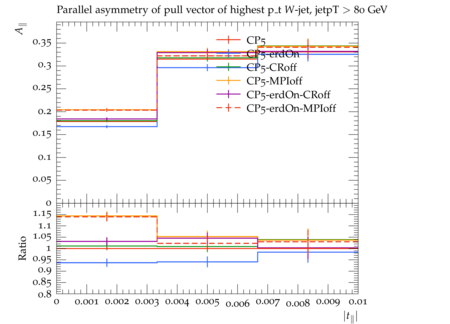 Parallel asymmetry of pull vector of highest p_t W-jet, jetpT > 80 GeV
A∥
CP5
CP5-erdOn
CP5-CRoff
CP5-MPIoff
CP5-erdOn-CRoff
CP5-erdOn-MPIoff
0.35
0.3
0.25
0.2
0.15
0.1
0.05
0
Ratio
1.15
1.1
1.05
1
0.95
0.9
0.85
0.8
0 0.001 0.002 0.003 0.004 0.005 0.006 0.007 0.008 0.009 0.01
|t∥|